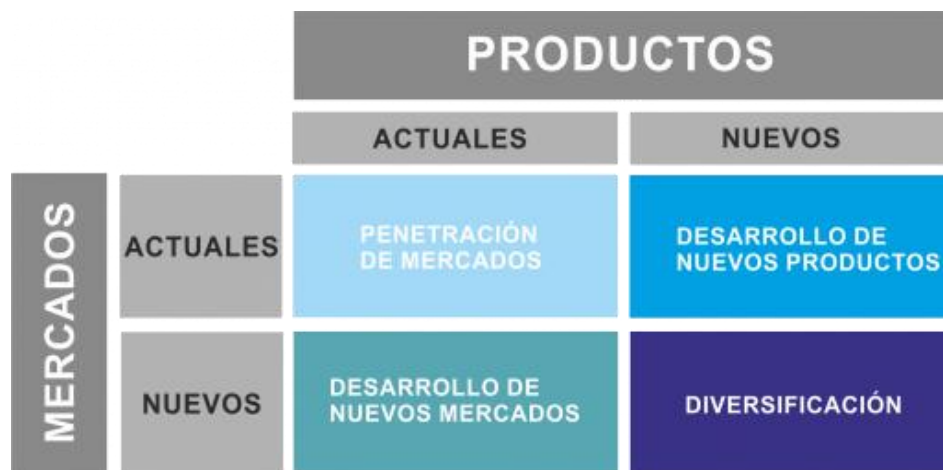 PRODUCTOS
ACTUALES
NUEVOS
MERCADOS
ACTUALES
PENETRACIÓN
DE MERCADOS
DESARROLLO DE
NUEVOS PRODUCTOS
NUEVOS
DESARROLLO DE
NUEVOS MERCADOS
DIVERSIFICACIÓN